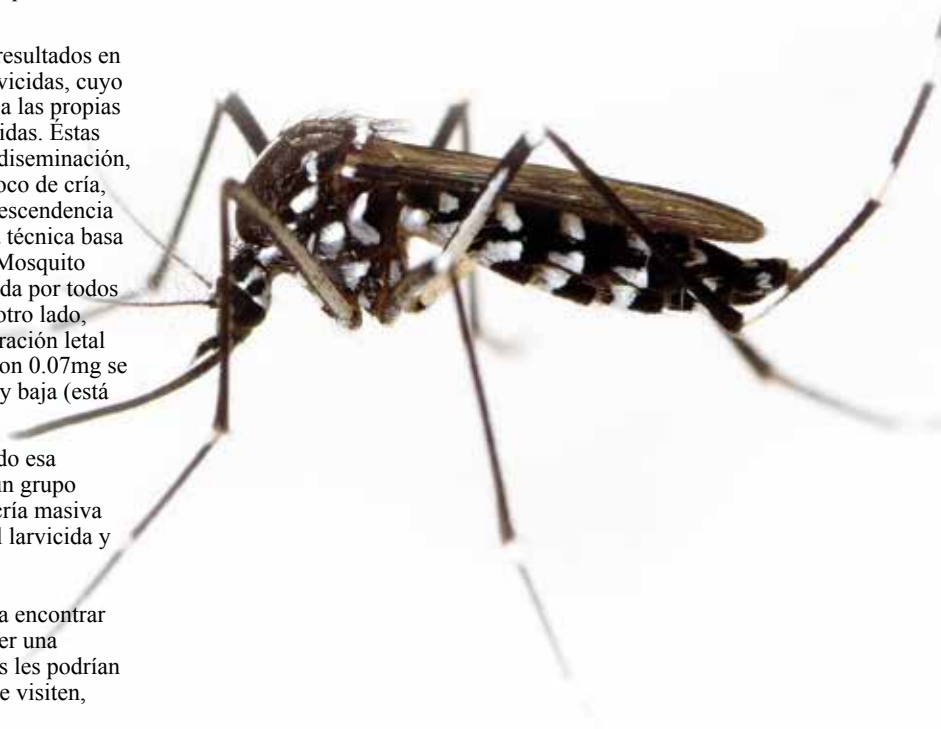 resultados en
vicidas, cuyo
a las propias
idas. Éstas
diseminación,
oco de cría,
escendencia
técnica basa
Mosquito
da por todos
otro lado,
ración letal
on 0.07mg se
y baja (está
do esa
un grupo
cría masiva
l larvicida y
a encontrar
er una
s les podrían
e visiten,